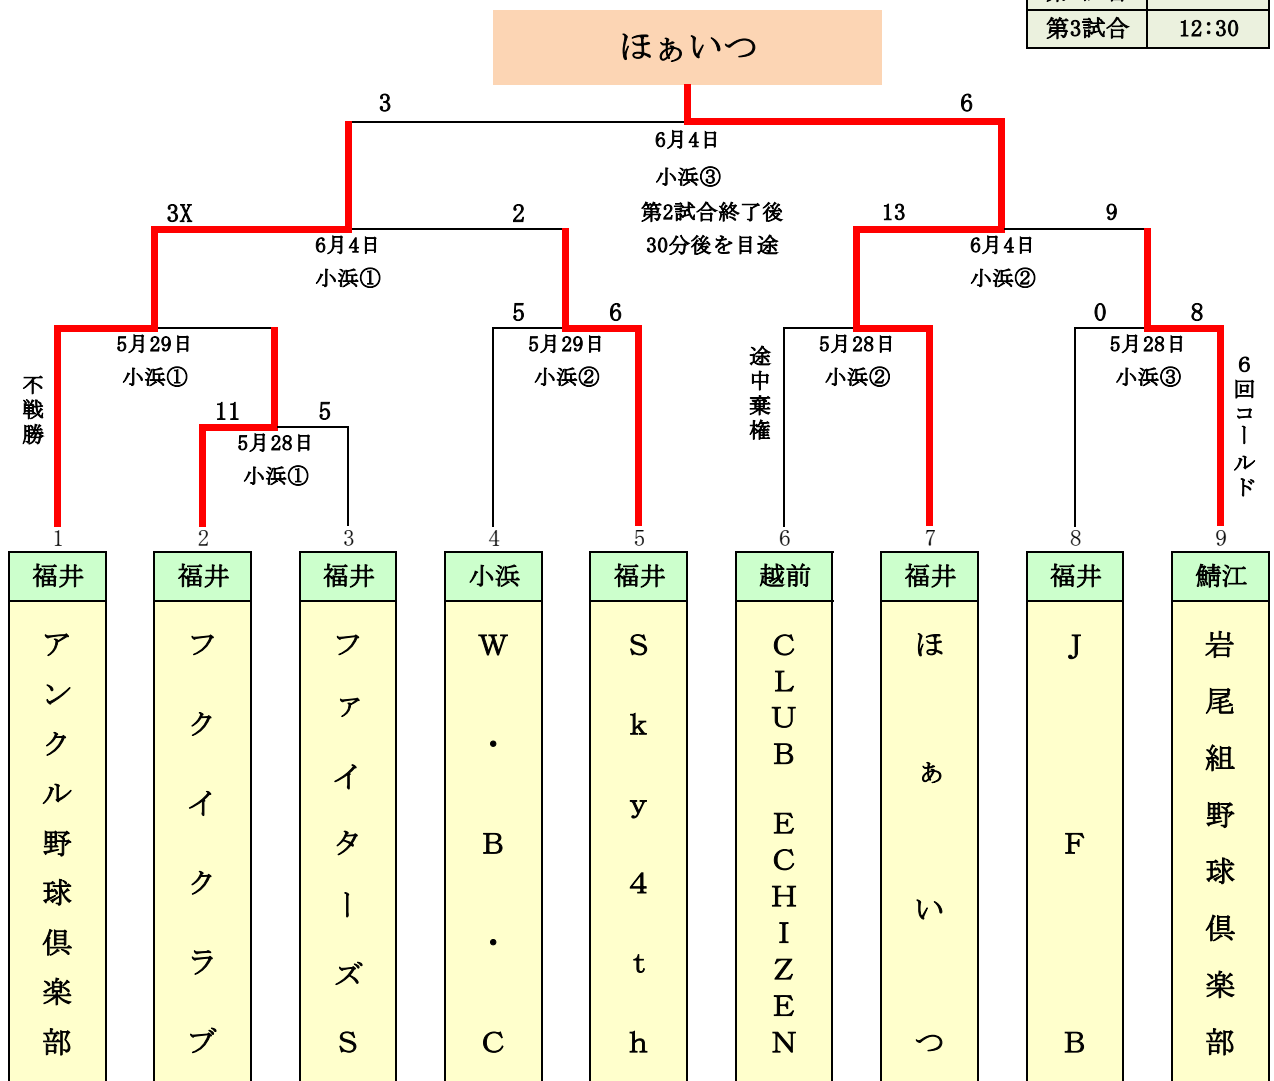 第3試合 12:30
ほぁいつ
3 6
6月4日
小浜③
第2試合終了後
30分後を目途
3X 2
6月4日
小浜①
13 9
6月4日
小浜②
5月29日
小浜①
5 6
5月29日
小浜②
5月28日
小浜②
0 8
5月28日
小浜③
不戦勝
11 5
5月28日
小浜①
途中棄権
6回コールド
1 2 3 4 5 6 7 8 9
福井 福井 福井 小浜 福井 越前 福井 福井 鯖江
アンクル野球倶楽部
フクイクラブ
ファイターズS
W・B・C
Sky4th
CLUB ECHIZEN
ほぁいつ
JFB
岩尾組野球倶楽部